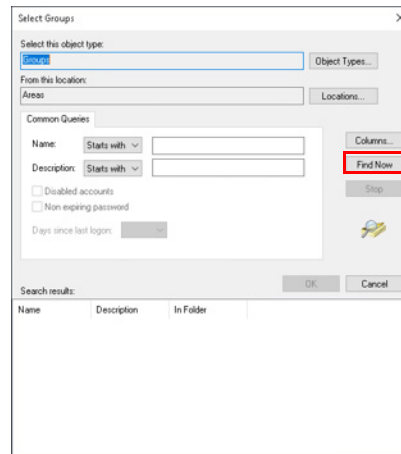 Select Groups
Select this object type:
Groups
Object Types...
From this location:
Areas
Locations...
Common Queries
Name: Starts with
Columns...
Description: Starts with
Find Now
Disabled accounts
Stop
Non expiring password
Days since last logon:
OK Cancel
Search results:
Name Description In Folder